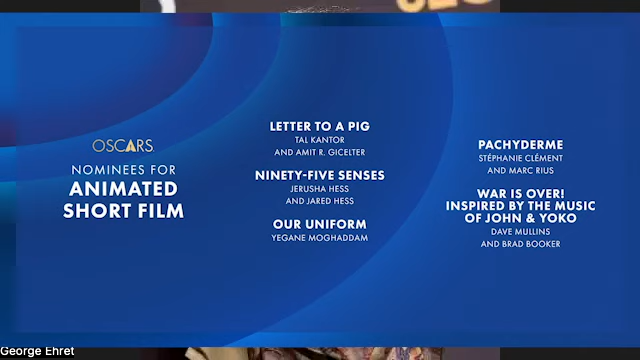 OSCARS
NOMINEES FOR
ANIMATED
SHORT FILM
LETTER TO A PIG
TAL KANTOR
AND AMIT R. GICELTER
NINETY-FIVE SENSES
JERUSHA HESS
AND JARED HESS
OUR UNIFORM
YEGANE MOGHADDAM
PACHYDERME
STÉPHANIE CLÉMENT
AND MARC RIUS
WAR IS OVER!
INSPIRED BY THE MUSIC
OF JOHN & YOKO
DAVE MULLINS
AND BRAD BOOKER
George Ehret